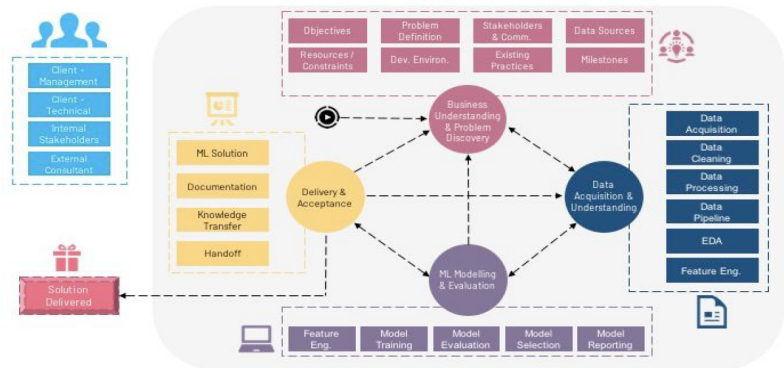 Objectives
Problem
Definition
Stakeholders
& Comm.
Data Sources
Resources /
Constraints
Dev. Environ.
Existing
Practices
Milestones
Client -
Management
Client -
Technical
Internal
Stakeholders
External
Consultant
Business
Understanding
& Problem
Discovery
ML Solution
Documentation
Knowledge
Transfer
Handoff
Delivery &
Acceptance
Data
Acquisition &
Understanding
Data
Acquisition
Data
Cleaning
Data
Processing
Data
Pipeline
EDA
Feature Eng.
ML Modelling
& Evaluation
Solution
Delivered
Feature
Eng.
Model
Training
Model
Evaluation
Model
Selection
Model
Reporting